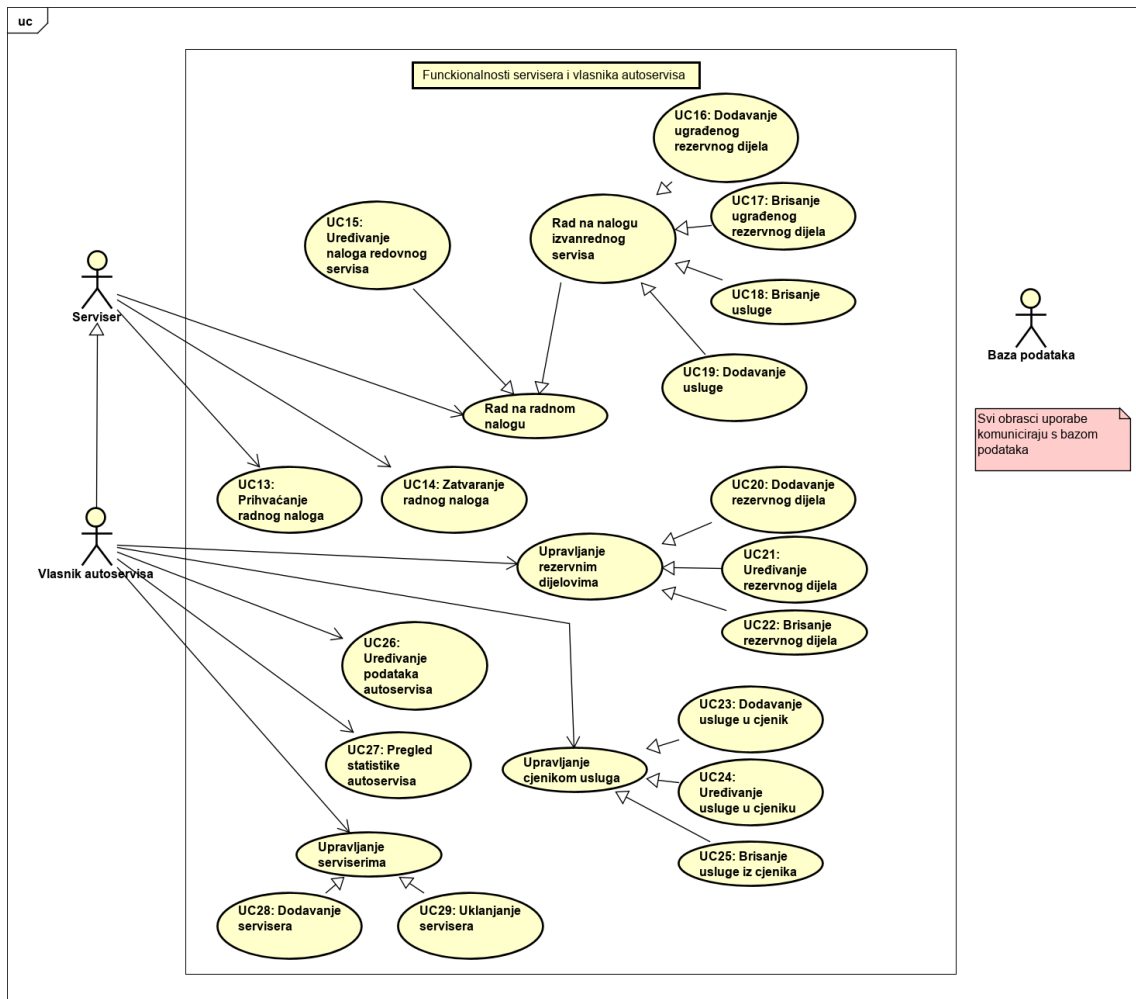 uc
Funckionalnosti servisera i vlasnika autoservisa
UC16: Dodavanje
ugrađenog
rezervnog dijela
UC17: Brisanje
ugrađenog
rezervnog dijela
UC15:
Uređivanje
naloga redovnog
servisa
Rad na nalogu
izvanrednog
servisa
UC18: Brisanje
usluge
Serviser
Baza podataka
UC19: Dodavanje
usluge
Rad na radnom
nalogu
Svi obrasci uporabe
komuniciraju s bazom
podataka
UC13:
Prihvaćanje
radnog naloga
UC14: Zatvaranje
radnog naloga
UC20: Dodavanje
rezervnog dijela
Vlasnik autoservisa
Upravljanje
rezervnim
dijelovima
UC21:
Uređivanje
rezervnog dijela
UC22: Brisanje
rezervnog dijela
UC26:
Uređivanje
podataka
autoservisa
UC23: Dodavanje
usluge u cjenik
UC27: Pregled
statistike
autoservisa
Upravljanje
cjenikom usluga
UC24:
Uređivanje
usluge u cjeniku
Upravljanje
serviserima
UC25: Brisanje
usluge iz cjenika
UC28: Dodavanje
servisera
UC29: Uklanjanje
servisera